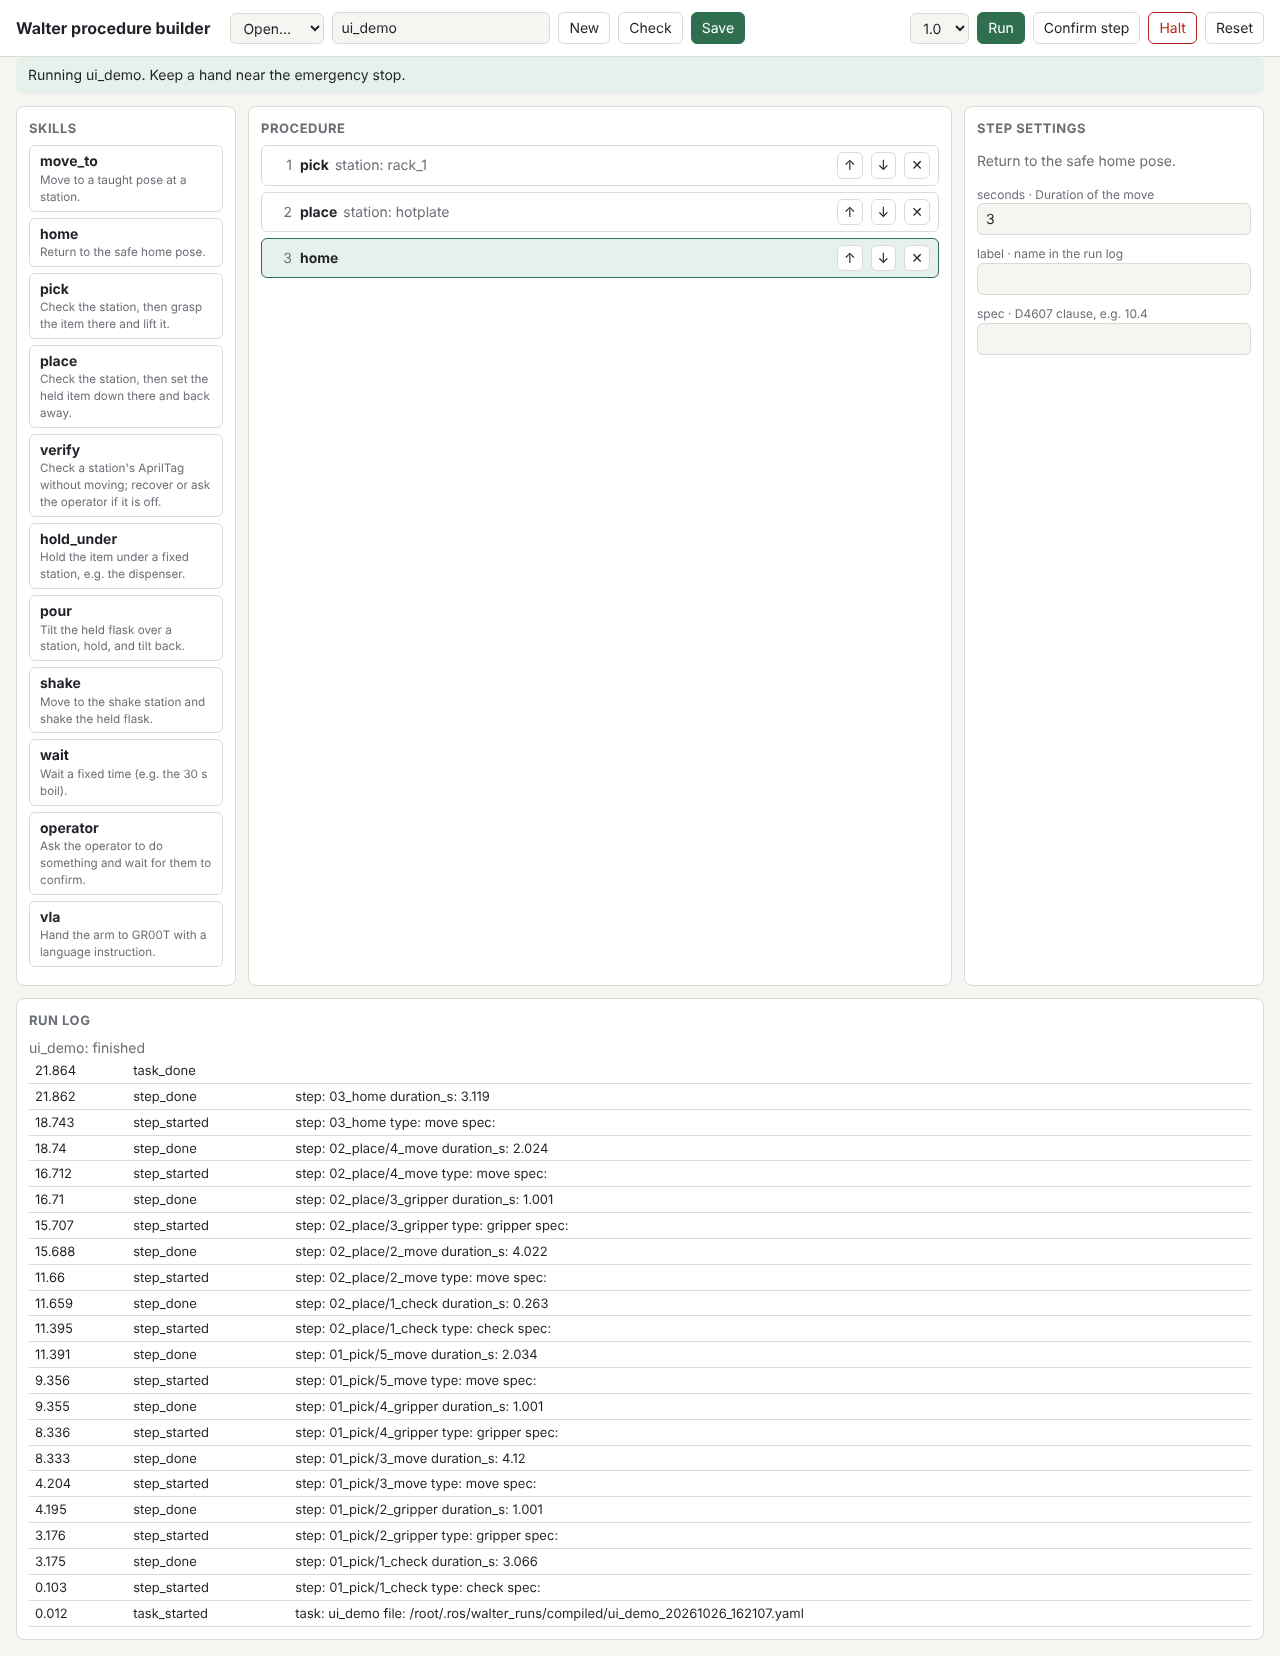 Walter procedure builder Open... ui_demo New Check Save 1.0 Run Confirm step Halt Reset
Running ui_demo. Keep a hand near the emergency stop.
SKILLS
move_to
Move to a taught pose at a
station.
home
Return to the safe home pose.
pick
Check the station, then grasp
the item there and lift it.
place
Check the station, then set the
held item down there and back
away.
verify
Check a station's AprilTag
without moving; recover or ask
the operator if it is off.
hold_under
Hold the item under a fixed
station, e.g. the dispenser.
pour
Tilt the held flask over a
station, hold, and tilt back.
shake
Move to the shake station and
shake the held flask.
wait
Wait a fixed time (e.g. the 30 s
boil).
operator
Ask the operator to do
something and wait for them to
confirm.
vla
Hand the arm to GR00T with a
language instruction.
PROCEDURE
1 pick station: rack_1 ↑ ↓ ✕
2 place station: hotplate ↑ ↓ ✕
3 home ↑ ↓ ✕
STEP SETTINGS
Return to the safe home pose.
seconds · Duration of the move
3
label · name in the run log
spec · D4607 clause, e.g. 10.4
RUN LOG
ui_demo: finished
21.864 task_done
21.862 step_done step: 03_home duration_s: 3.119
18.743 step_started step: 03_home type: move spec:
18.74 step_done step: 02_place/4_move duration_s: 2.024
16.712 step_started step: 02_place/4_move type: move spec:
16.71 step_done step: 02_place/3_gripper duration_s: 1.001
15.707 step_started step: 02_place/3_gripper type: gripper spec:
15.688 step_done step: 02_place/2_move duration_s: 4.022
11.66 step_started step: 02_place/2_move type: move spec:
11.659 step_done step: 02_place/1_check duration_s: 0.263
11.395 step_started step: 02_place/1_check type: check spec:
11.391 step_done step: 01_pick/5_move duration_s: 2.034
9.356 step_started step: 01_pick/5_move type: move spec:
9.355 step_done step: 01_pick/4_gripper duration_s: 1.001
8.336 step_started step: 01_pick/4_gripper type: gripper spec:
8.333 step_done step: 01_pick/3_move duration_s: 4.12
4.204 step_started step: 01_pick/3_move type: move spec:
4.195 step_done step: 01_pick/2_gripper duration_s: 1.001
3.176 step_started step: 01_pick/2_gripper type: gripper spec:
3.175 step_done step: 01_pick/1_check duration_s: 3.066
0.103 step_started step: 01_pick/1_check type: check spec:
0.012 task_started task: ui_demo file: /root/.ros/walter_runs/compiled/ui_demo_20261026_162107.yaml